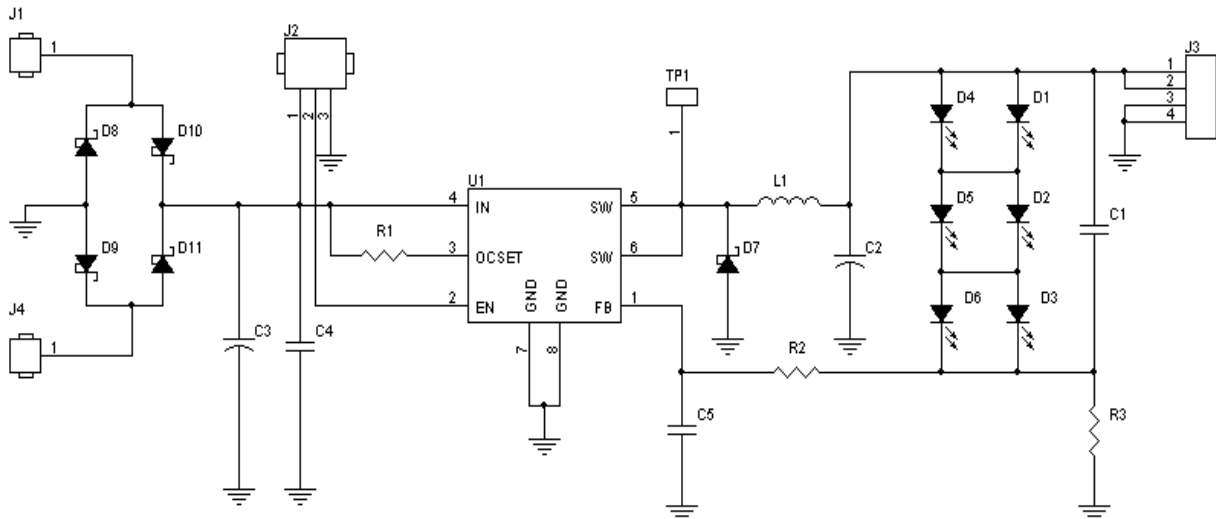 J1
1
J2
1 2 3
TP1
1
J3
1
2
3
4
D8
D10
D9
D11
J4
1
R1
C3
C4
U1
4 IN
3 OCSET
2 EN
SW 5
SW 6
FB 1
GND GND
7 8
L1
D7
C2
D4
D1
D5
D2
D6
D3
C1
R2
C5
R3